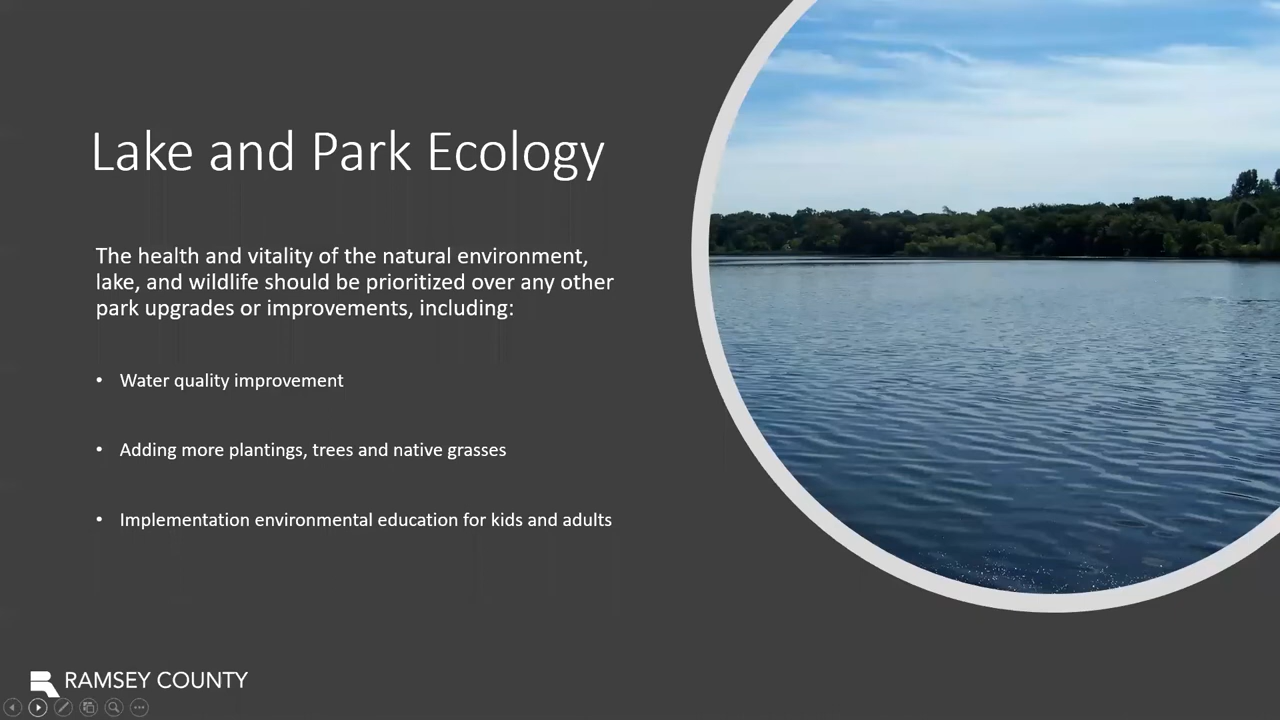 Lake and Park Ecology
The health and vitality of the natural environment,
lake, and wildlife should be prioritized over any other
park upgrades or improvements, including:
• Water quality improvement
• Adding more plantings, trees and native grasses
• Implementation environmental education for kids and adults
RAMSEY COUNTY